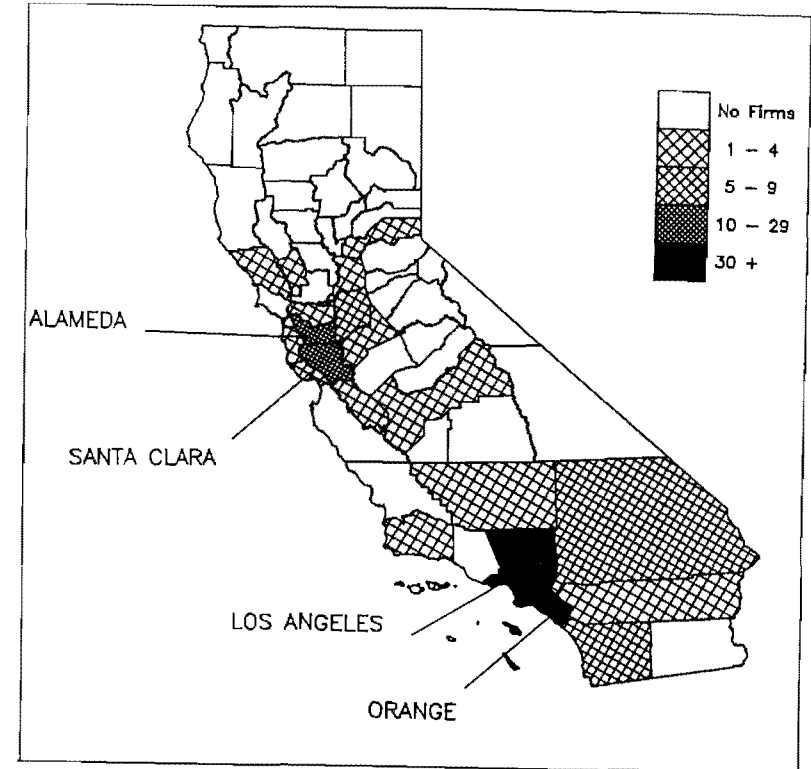 No Firms
1 - 4
5 - 9
10 - 29
30 +
ALAMEDA
SANTA CLARA
LOS ANGELES
ORANGE